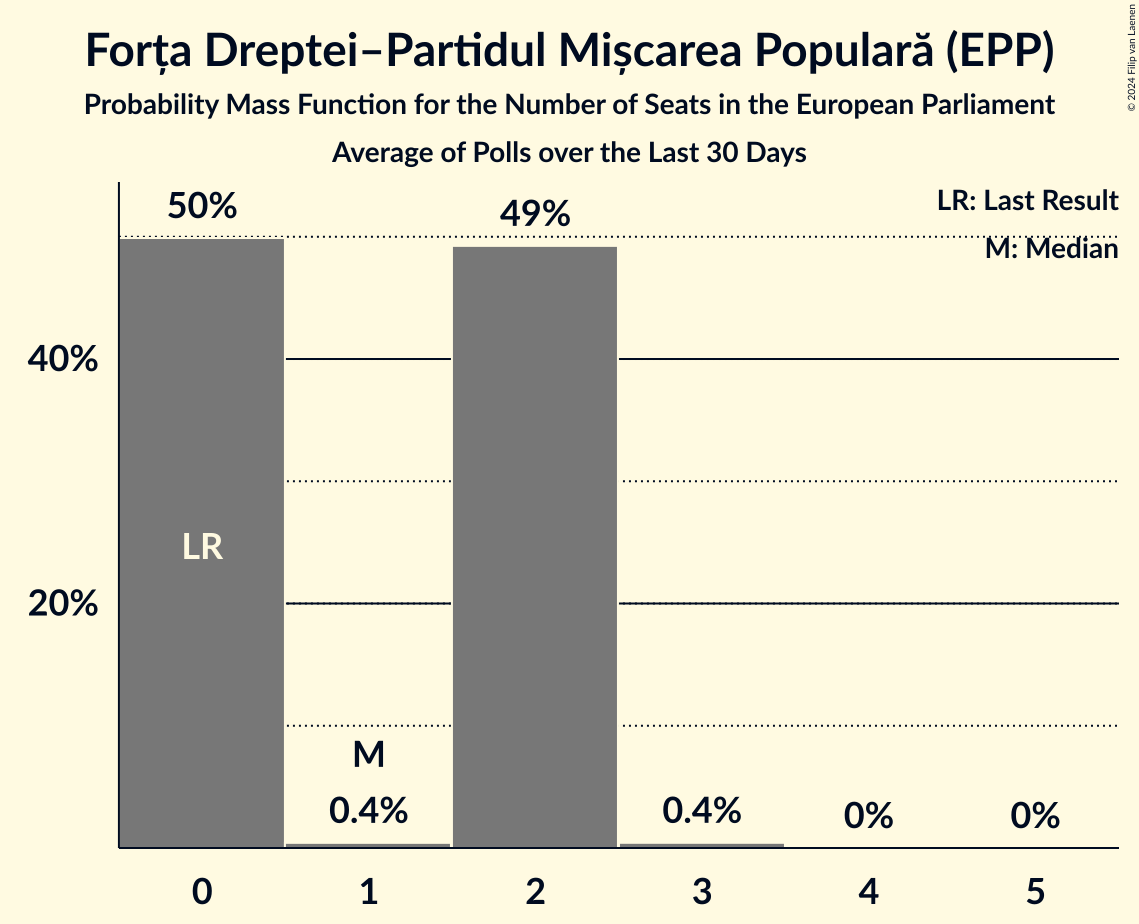 Forța Dreptei–Partidul Mișcarea Populară (EPP)
Probability Mass Function for the Number of Seats in the European Parliament
Average of Polls over the Last 30 Days
© 2024 Filip van Laenen
LR: Last Result
M: Median
50%
49%
40%
LR
20%
M
0.4%
0.4%
0%
0%
0
1
2
3
4
5